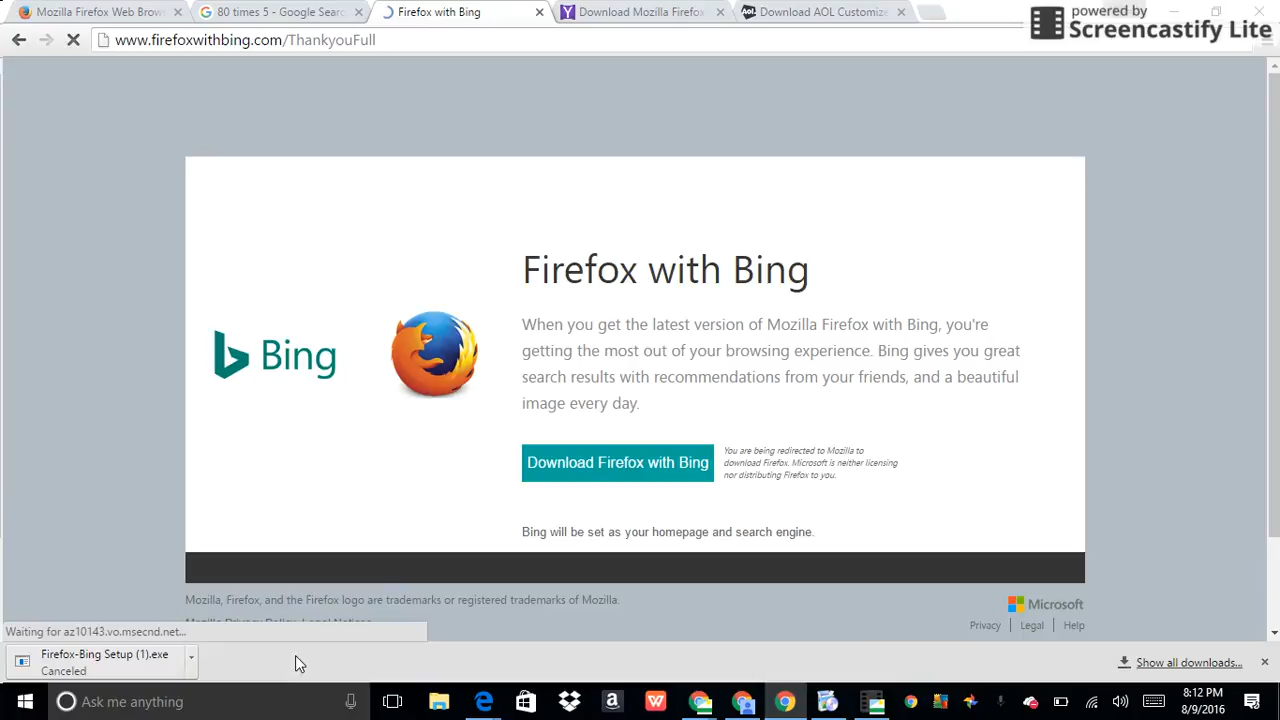 Mozilla Firefox Web Brow
80 times 5 - Google Searc
Firefox with Bing
Download Mozilla Firefox
Download AOL Customize
powered by
Screencastify Lite
www.firefoxwithbing.com/ThankyouFull
Bing
Firefox with Bing
When you get the latest version of Mozilla Firefox with Bing, you're
getting the most out of your browsing experience. Bing gives you great
search results with recommendations from your friends, and a beautiful
image every day.
Download Firefox with Bing
You are being redirected to Mozilla to
download Firefox. Microsoft is neither licensing
nor distributing Firefox to you.
Bing will be set as your homepage and search engine.
Mozilla, Firefox, and the Firefox logo are trademarks or registered trademarks of Mozilla.
Microsoft
Mozilla Privacy Policy Legal Notices
Privacy | Legal | Help
Waiting for az10143.vo.msecnd.net...
Firefox-Bing Setup (1).exe
Canceled
Show all downloads...
Ask me anything
8:12 PM
8/9/2016